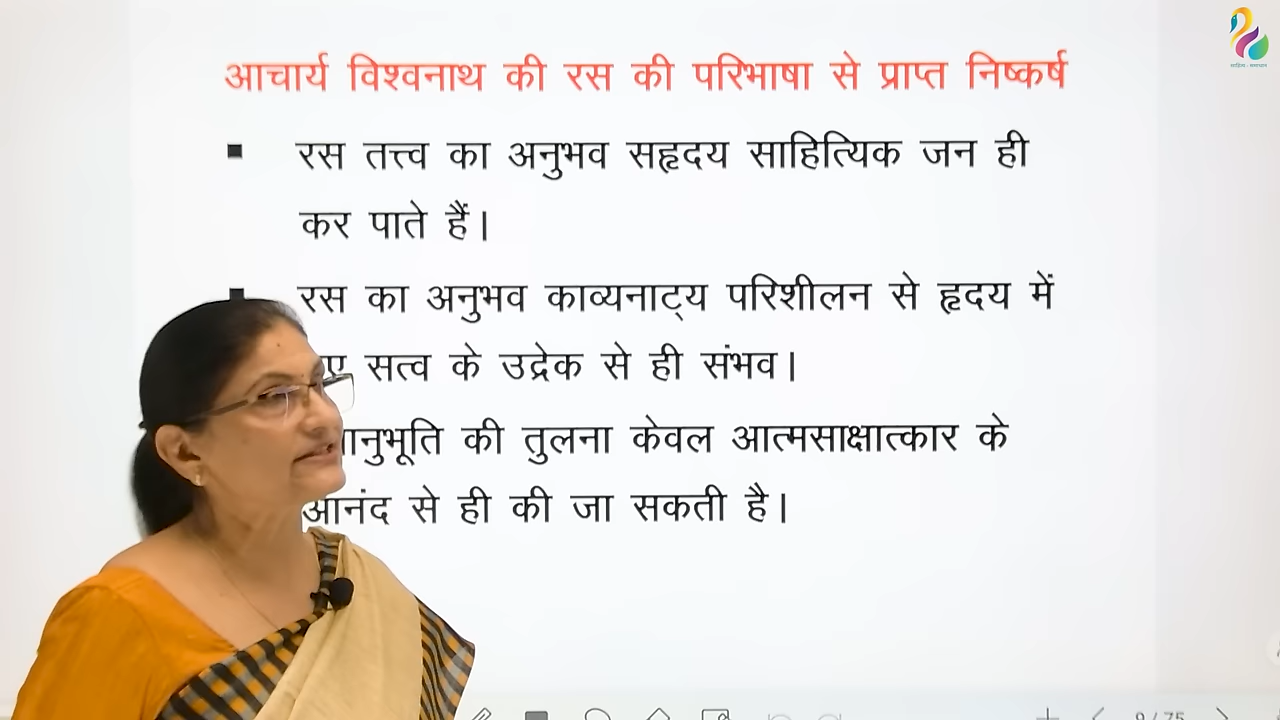 आचार्य विश्वनाथ की रस की परिभाषा से प्राप्त निष्कर्ष
▪ रस तत्त्व का अनुभव सहृदय साहित्यिक जन ही
कर पाते हैं।
रस का अनुभव काव्यनाट्य परिशीलन से हृदय में
सत्व के उद्रेक से ही संभव।
की तुलना केवल आत्मसाक्षात्कार के
आनंद से ही की जा सकती है।